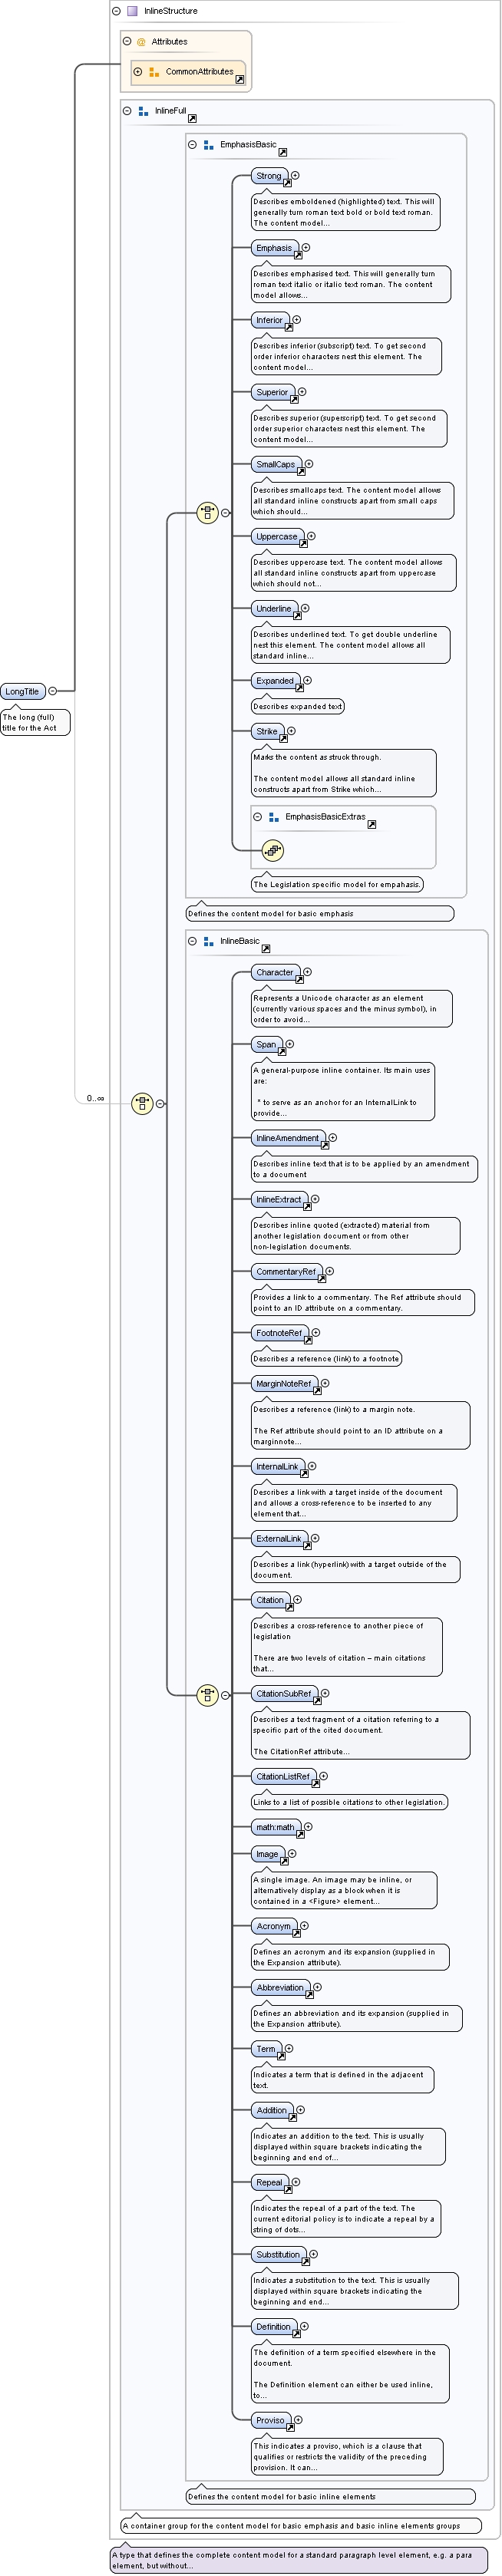 InlineStructure
Attributes
CommonAttributes
InlineFull
EmphasisBasic
Strong
Describes emboldened (highlighted) text. This will
generally turn roman text bold or bold text roman.
The content model...
Emphasis
Describes emphasised text. This will generally turn
roman text italic or italic text roman. The content
model allows...
Inferior
Describes inferior (subscript) text. To get second
order inferior characters nest this element. The
content model...
Superior
Describes superior (superscript) text. To get second
order superior characters nest this element. The
content model...
SmallCaps
Describes smallcaps text. The content model allows
all standard inline constructs apart from small caps
which should...
Uppercase
Describes uppercase text. The content model allows
all standard inline constructs apart from uppercase
which should not...
Underline
Describes underlined text. To get double underline
nest this element. The content model allows all
standard inline...
Expanded
Describes expanded text
LongTitle
The long (full)
title for the Act
Strike
Marks the content as struck through.
The content model allows all standard inline
constructs apart from Strike which...
EmphasisBasicExtras
The Legislation specific model for empahasis.
Defines the content model for basic emphasis
InlineBasic
Character
Represents a Unicode character as an element
(currently various spaces and the minus symbol), in
order to avoid...
Span
A general-purpose inline container. Its main uses
are:
* to serve as an anchor for an InternalLink to
provide...
0..∞
InlineAmendment
Describes inline text that is to be applied by an amendment
to a document
InlineExtract
Describes inline quoted (extracted) material from
another legislation document or from other
non-legislation documents.
CommentaryRef
Provides a link to a commentary. The Ref attribute should
point to an ID attribute on a commentary.
FootnoteRef
Describes a reference (link) to a footnote
MarginNoteRef
Describes a reference (link) to a margin note.
The Ref attribute should point to an ID attribute on a
marginnote...
InternalLink
Describes a link with a target inside of the document
and allows a cross-reference to be inserted to any
element that...
ExternalLink
Describes a link (hyperlink) with a target outside of the
document.
Citation
Describes a cross-reference to another piece of
legislation
There are two levels of citation – main citations
that...
CitationSubRef
Describes a text fragment of a citation referring to a
specific part of the cited document.
The CitationRef attribute...
CitationListRef
Links to a list of possible citations to other legislation.
math:math
Image
A single image. An image may be inline, or
alternatively display as a block when it is
contained in a <Figure> element...
Acronym
Defines an acronym and its expansion (supplied in
the Expansion attribute).
Abbreviation
Defines an abbreviation and its expansion (supplied in
the Expansion attribute).
Term
Indicates a term that is defined in the adjacent
text.
Addition
Indicates an addition to the text. This is usually
displayed within square brackets indicating the
beginning and end of...
Repeal
Indicates the repeal of a part of the text. The
current editorial policy is to indicate a repeal by a
string of dots...
Substitution
Indicates a substitution to the text. This is usually
displayed within square brackets indicating the
beginning and end...
Definition
The definition of a term specified elsewhere in the
document.
The Definition element can either be used inline,
to...
Proviso
This indicates a proviso, which is a clause that
qualifies or restricts the validity of the preceding
provision. It can...
Defines the content model for basic inline elements
A container group for the content model for basic emphasis and basic inline elements groups
A type that defines the complete content model for a standard paragraph level element, e.g. a para
element, but without...